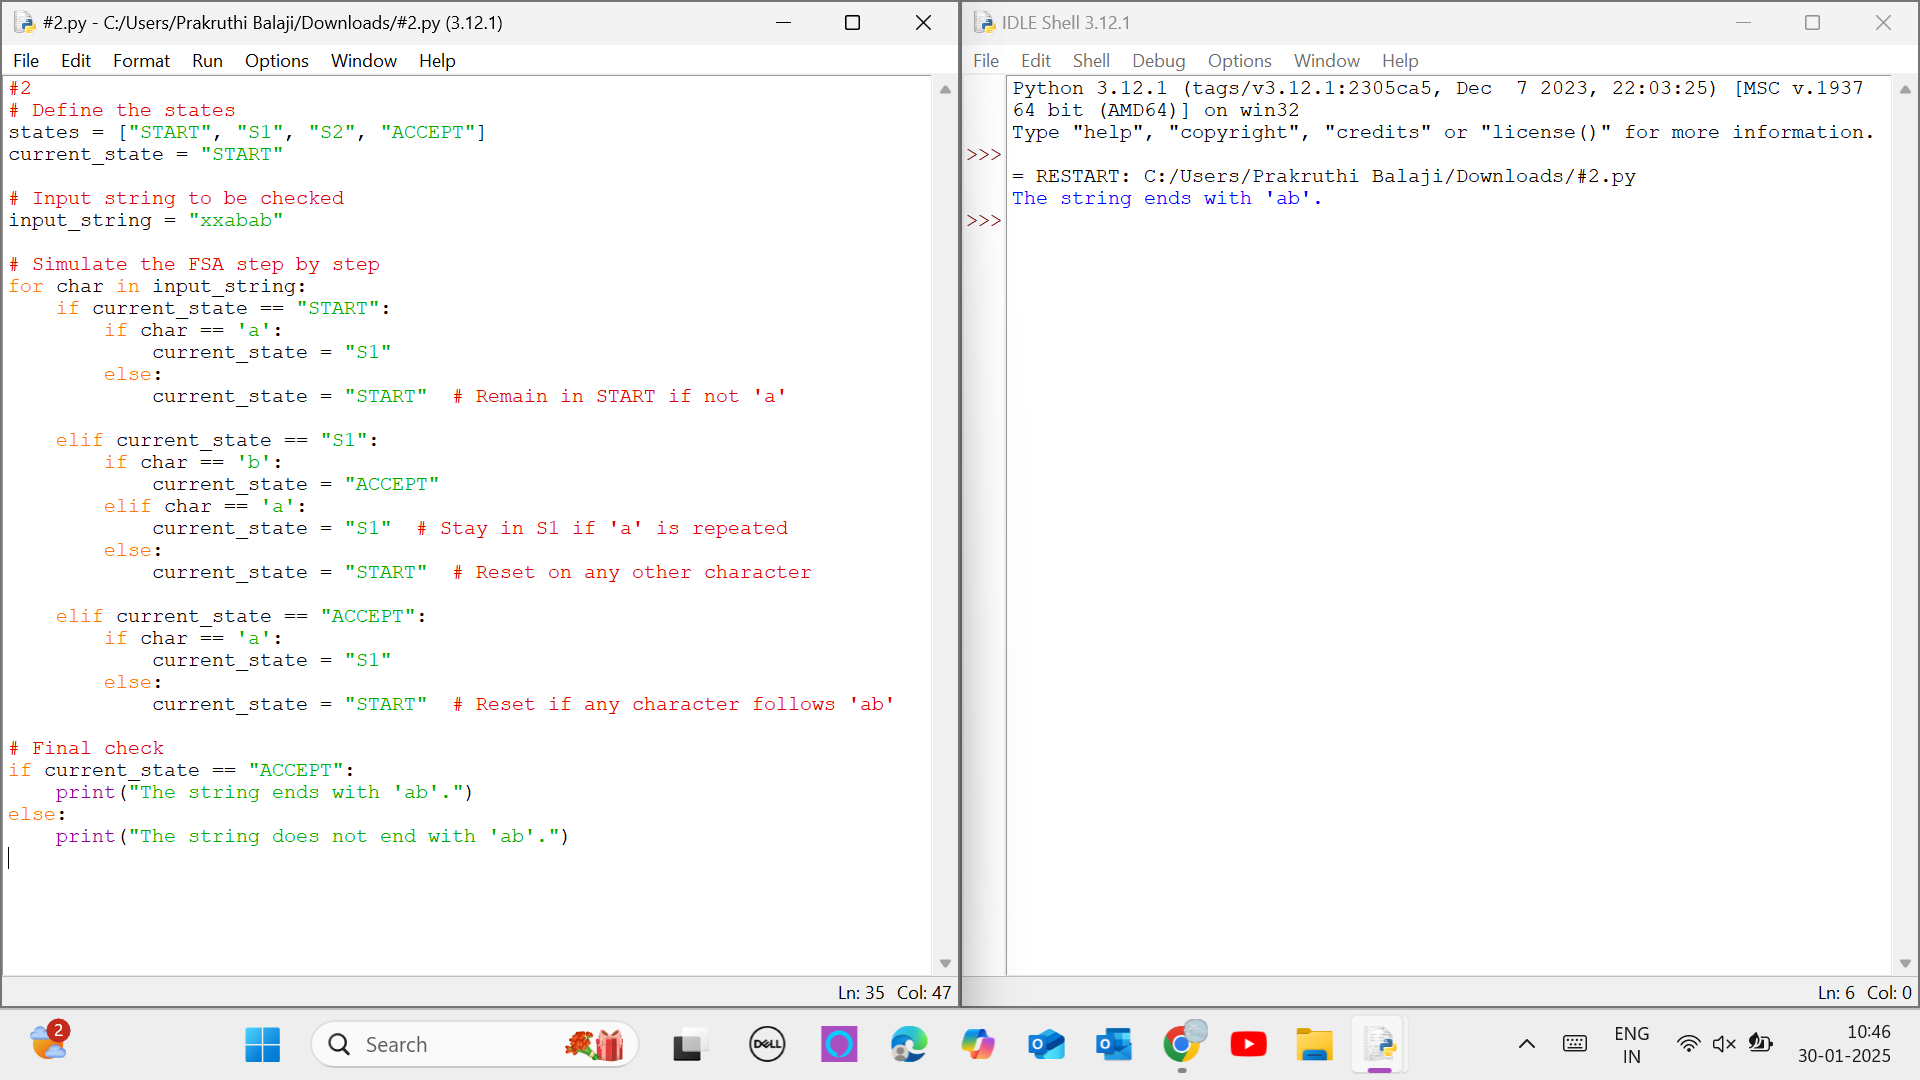 #2.py - C:/Users/Prakruthi Balaji/Downloads/#2.py (3.12.1)
File Edit Format Run Options Window Help
#2
# Define the states
states = ["START", "S1", "S2", "ACCEPT"]
current_state = "START"

# Input string to be checked
input_string = "xxabab"

# Simulate the FSA step by step
for char in input_string:
    if current_state == "START":
        if char == 'a':
            current_state = "S1"
        else:
            current_state = "START"  # Remain in START if not 'a'

    elif current_state == "S1":
        if char == 'b':
            current_state = "ACCEPT"
        elif char == 'a':
            current_state = "S1"  # Stay in S1 if 'a' is repeated
        else:
            current_state = "START"  # Reset on any other character

    elif current_state == "ACCEPT":
        if char == 'a':
            current_state = "S1"
        else:
            current_state = "START"  # Reset if any character follows 'ab'

# Final check
if current_state == "ACCEPT":
    print("The string ends with 'ab'.")
else:
    print("The string does not end with 'ab'.")
Ln: 35 Col: 47
IDLE Shell 3.12.1
File Edit Shell Debug Options Window Help
Python 3.12.1 (tags/v3.12.1:2305ca5, Dec  7 2023, 22:03:25) [MSC v.1937
64 bit (AMD64)] on win32
Type "help", "copyright", "credits" or "license()" for more information.
>>>
= RESTART: C:/Users/Prakruthi Balaji/Downloads/#2.py
The string ends with 'ab'.
>>>
Ln: 6 Col: 0
2
Search
DELL
ENG
IN
10:46
30-01-2025